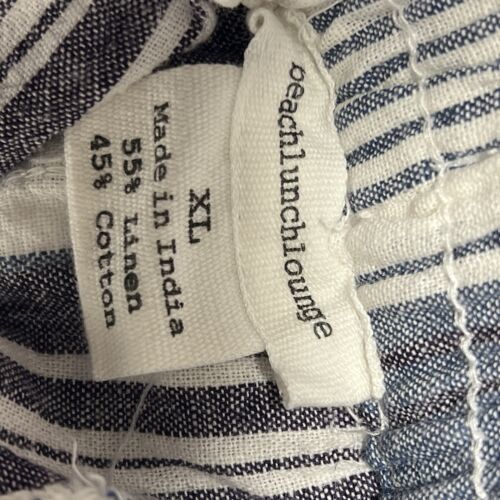 beachlunchlounge
XL
Made in India
55% Linen
45% Cotton